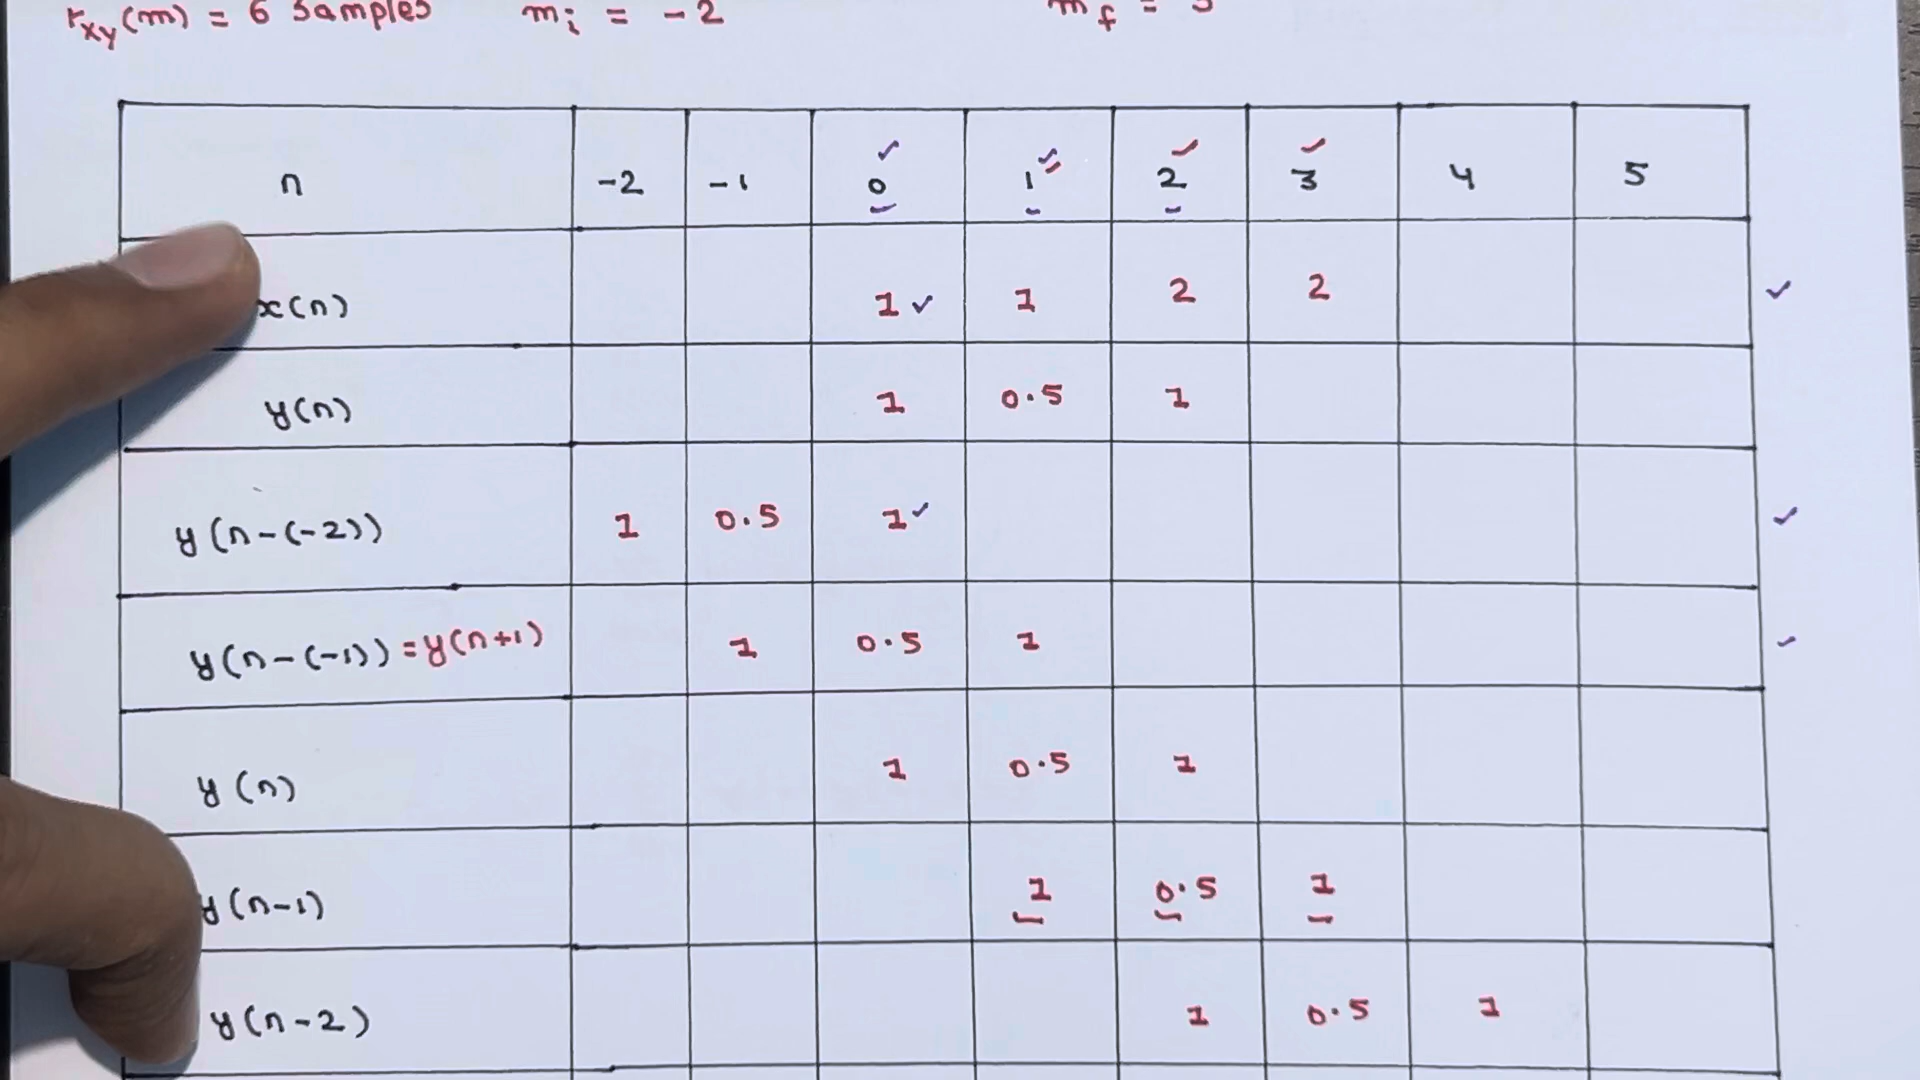 rxy(m) = 6 Samples mi = -2 mf = 3
n -2 -1 0 1 2 3 4 5
x(n) 1 1 2 2
y(n) 1 0.5 1
y(n-(-2)) 1 0.5 1
y(n-(-1)) = y(n+1) 1 0.5 1
y(n) 1 0.5 1
y(n-1) 1 0.5 1
y(n-2) 1 0.5 1